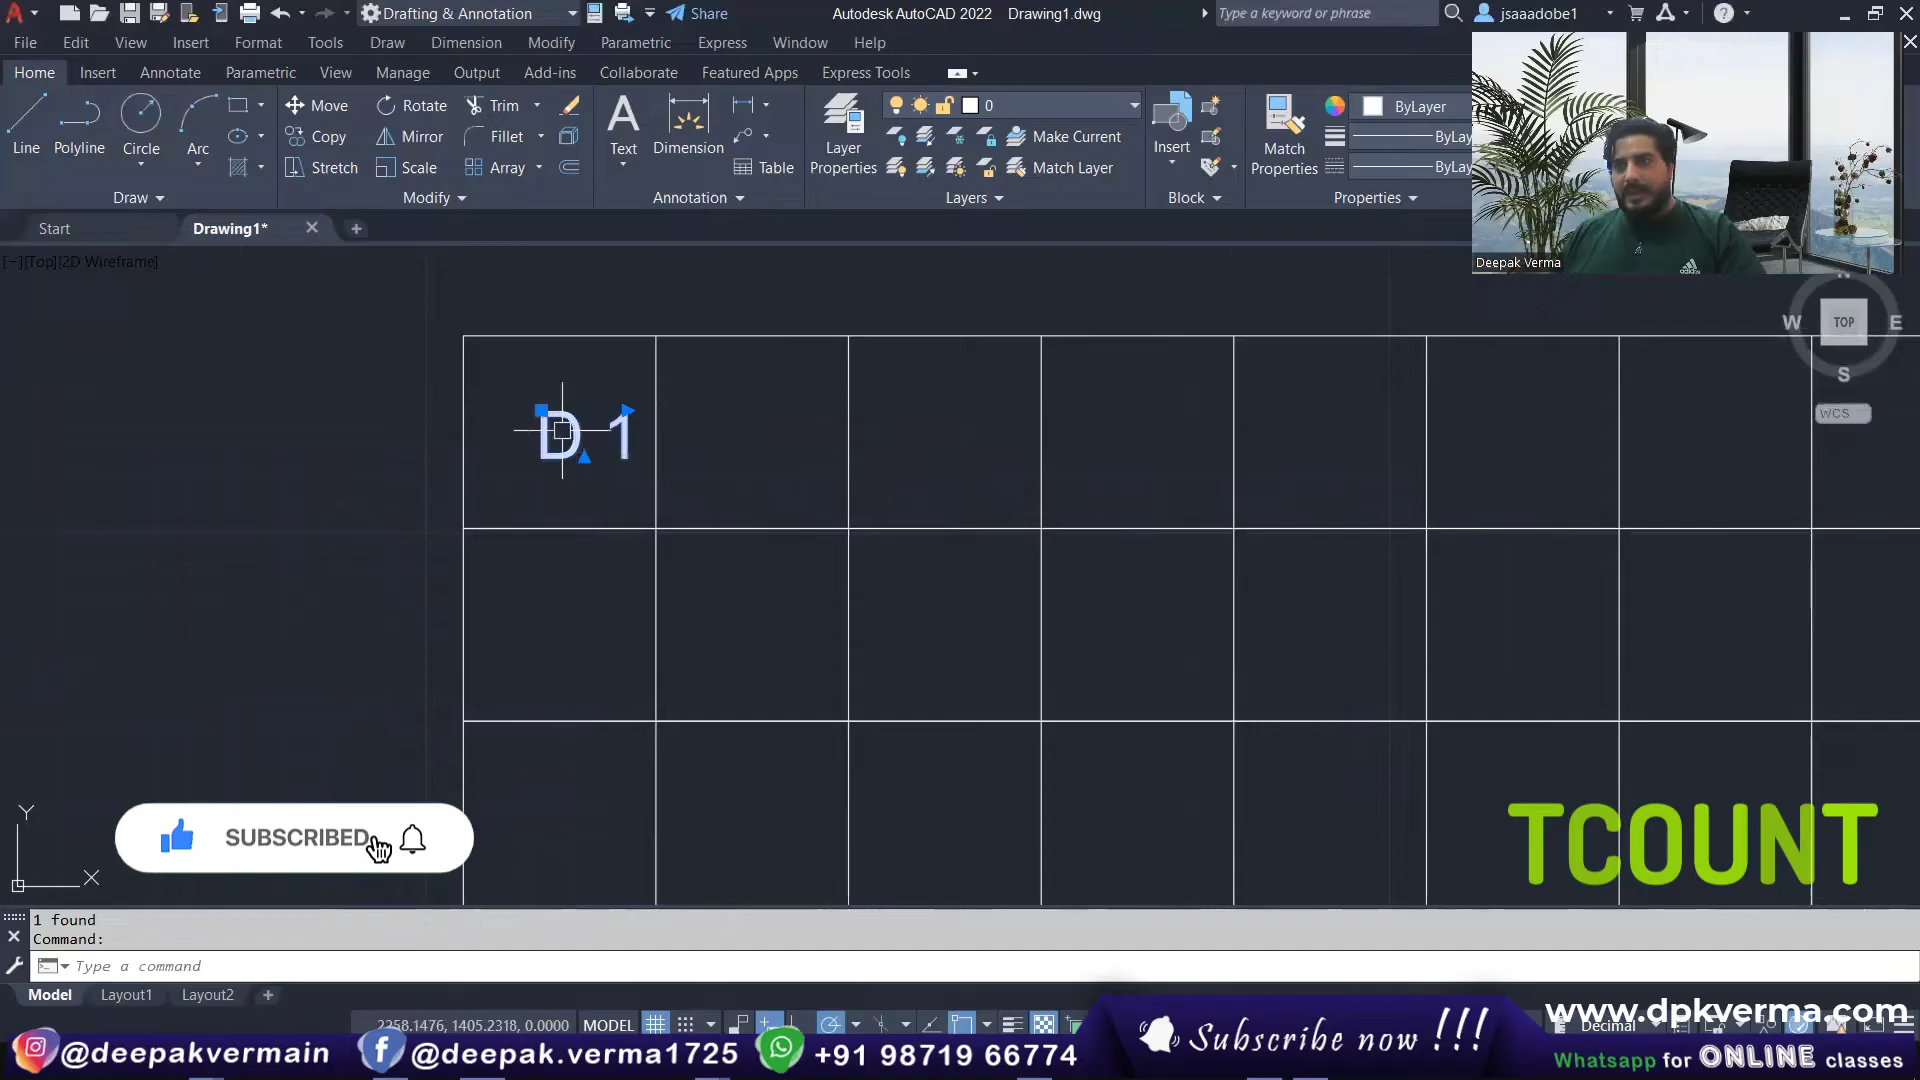 Drafting & Annotation
Share
Autodesk AutoCAD 2022 Drawing1.dwg
Type a keyword or phrase
jsaaadobe1
File Edit View Insert Format Tools Draw Dimension Modify Parametric Express Window Help
Home Insert Annotate Parametric View Manage Output Add-ins Collaborate Featured Apps Express Tools
Line Polyline Circle Arc
Move Rotate Trim
Copy Mirror Fillet
Stretch Scale Array
Text Dimension Table
Layer Properties
0
Make Current
Match Layer
Insert
Match Properties
ByLayer
ByLay
ByLay
Draw Modify Annotation Layers Block Properties
Deepak Verma
Start Drawing1*
[−][Top][2D Wireframe]
W TOP E
S
WCS
D 1
Y
X
SUBSCRIBED
TCOUNT
1 found
Command:
Type a command
Model Layout1 Layout2
2258.1476, 1405.2318, 0.0000 MODEL
Decimal
@deepakvermain
@deepak.verma1725
+91 98719 66774
Subscribe now !!!
www.dpkverma.com
Whatsapp for ONLINE classes